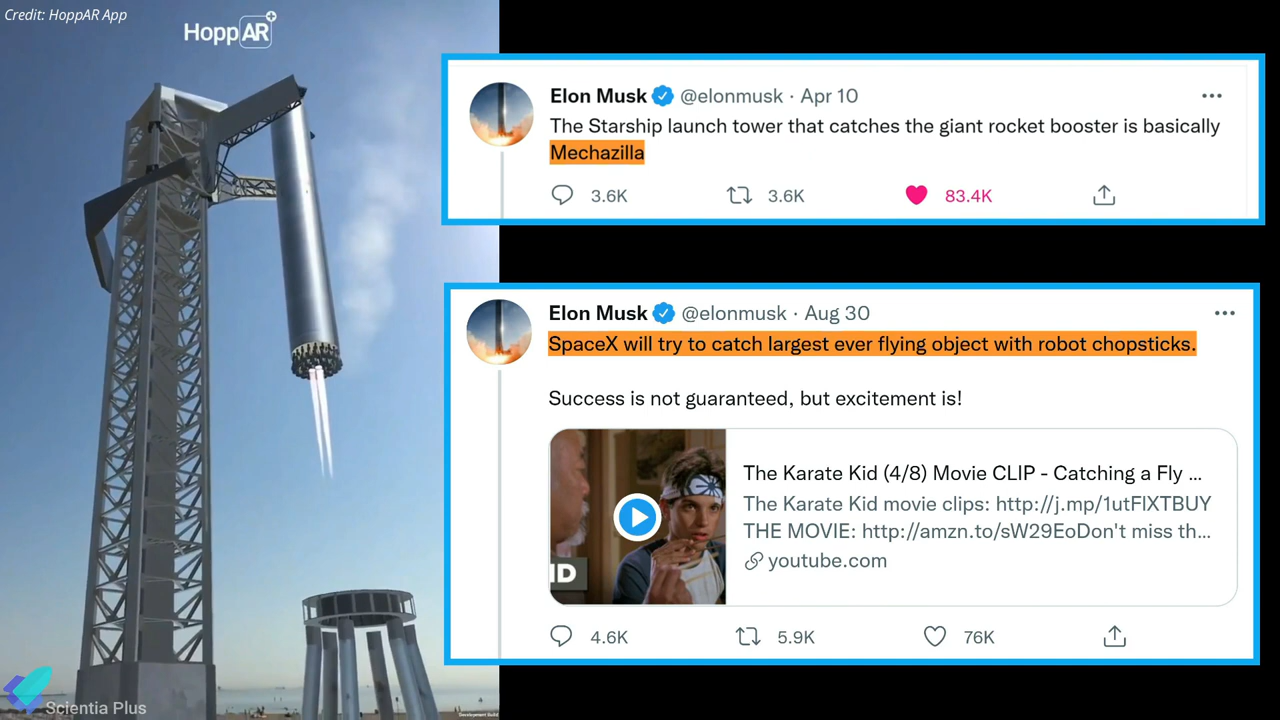 Credit: HoppAR App
HoppAR+
Elon Musk @elonmusk · Apr 10
The Starship launch tower that catches the giant rocket booster is basically
Mechazilla
3.6K 3.6K 83.4K
Elon Musk @elonmusk · Aug 30
SpaceX will try to catch largest ever flying object with robot chopsticks.
Success is not guaranteed, but excitement is!
The Karate Kid (4/8) Movie CLIP - Catching a Fly ...
The Karate Kid movie clips: http://j.mp/1utFlXTBUY
THE MOVIE: http://amzn.to/sW29EoDon't miss th...
youtube.com
ID
4.6K 5.9K 76K
Scientia Plus
Development Build